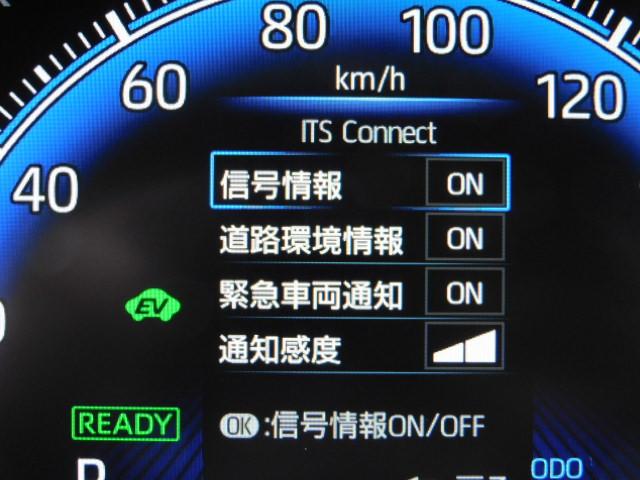 80 100
60 km/h 120
ITS Connect
40
信号情報 ON
道路環境情報 ON
緊急車両通知 ON
EV
通知感度
READY
OK:信号情報ON/OFF
ODO